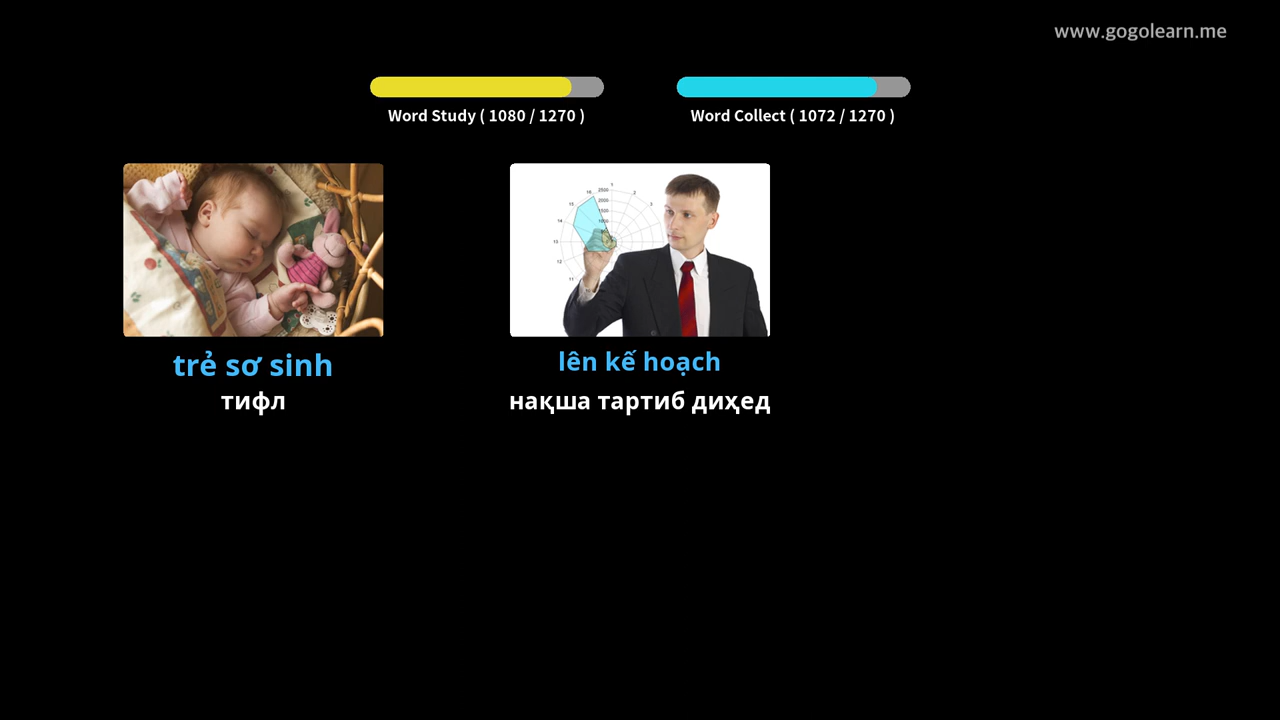 www.gogolearn.me
Word Study ( 1080 / 1270 )
Word Collect ( 1072 / 1270 )
trẻ sơ sinh
тифл
lên kế hoạch
нақша тартиб диҳед